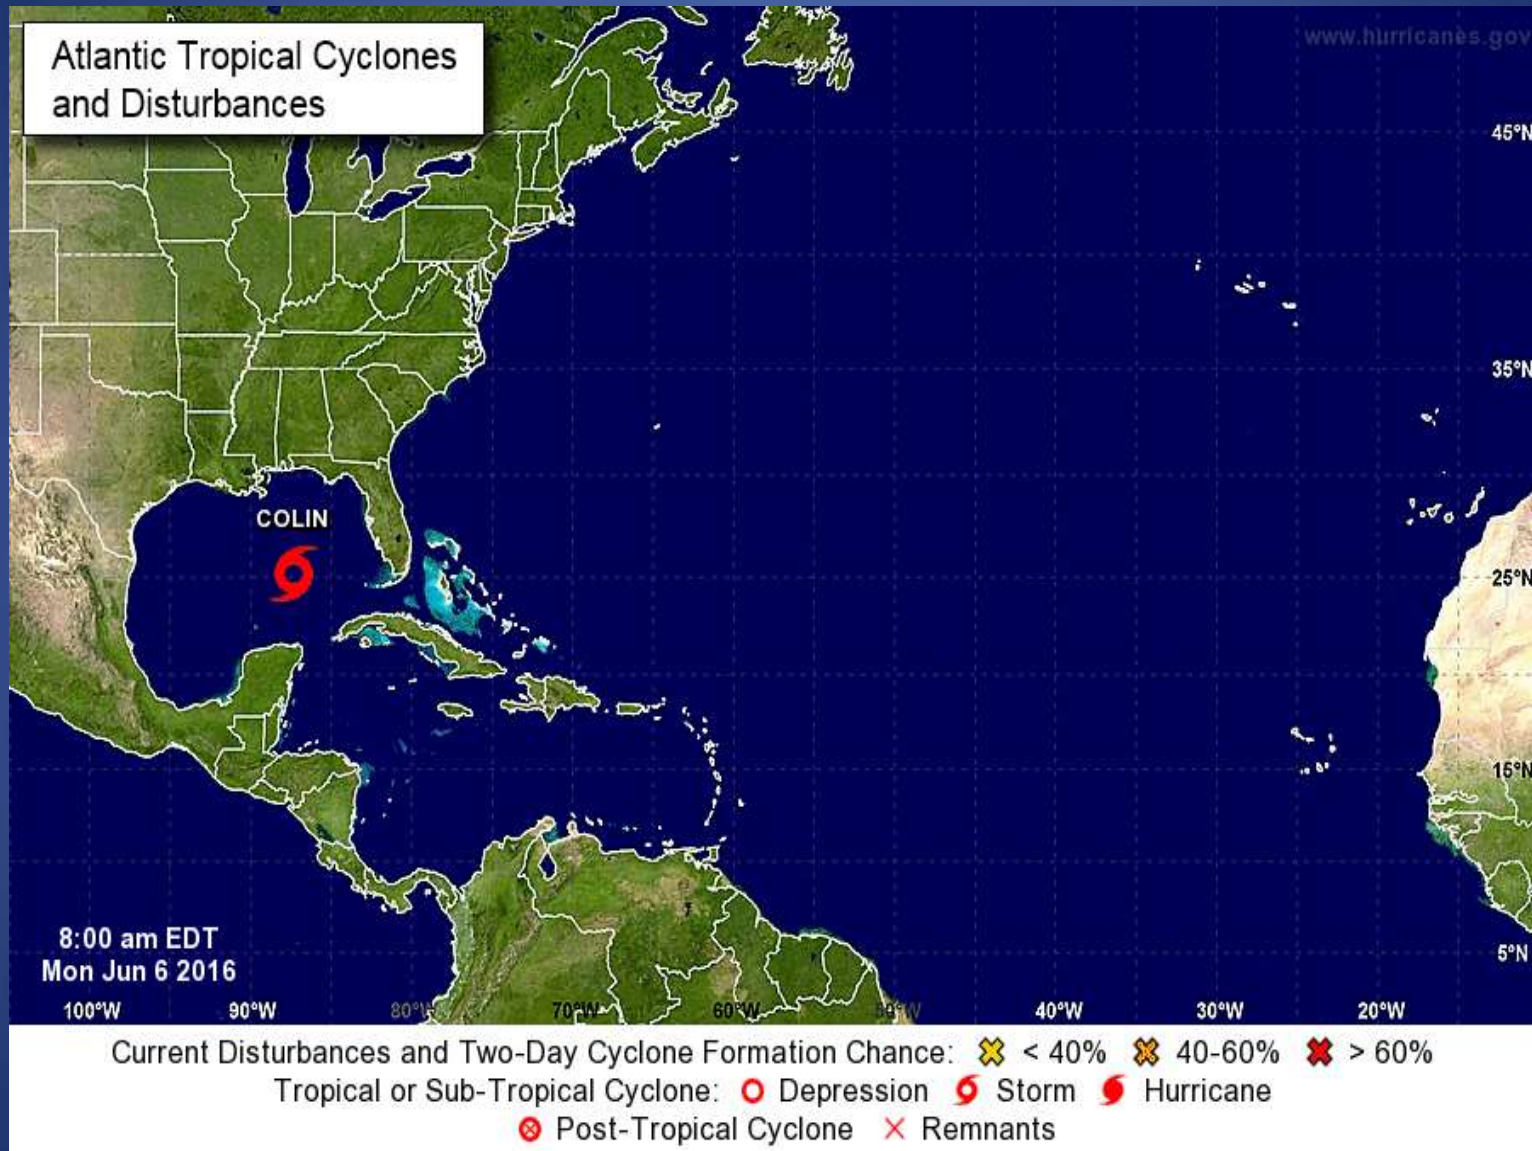 Atlantic Tropical Cyclones
and Disturbances
www.hurricanes.gov
45°N
35°N
COLIN
25°N
15°N
8:00 am EDT
Mon Jun 6 2016
5°N
100°W 90°W 80°W 70°W 60°W 50°W 40°W 30°W 20°W
Current Disturbances and Two-Day Cyclone Formation Chance: < 40% 40-60% > 60%
Tropical or Sub-Tropical Cyclone: Depression Storm Hurricane
Post-Tropical Cyclone Remnants